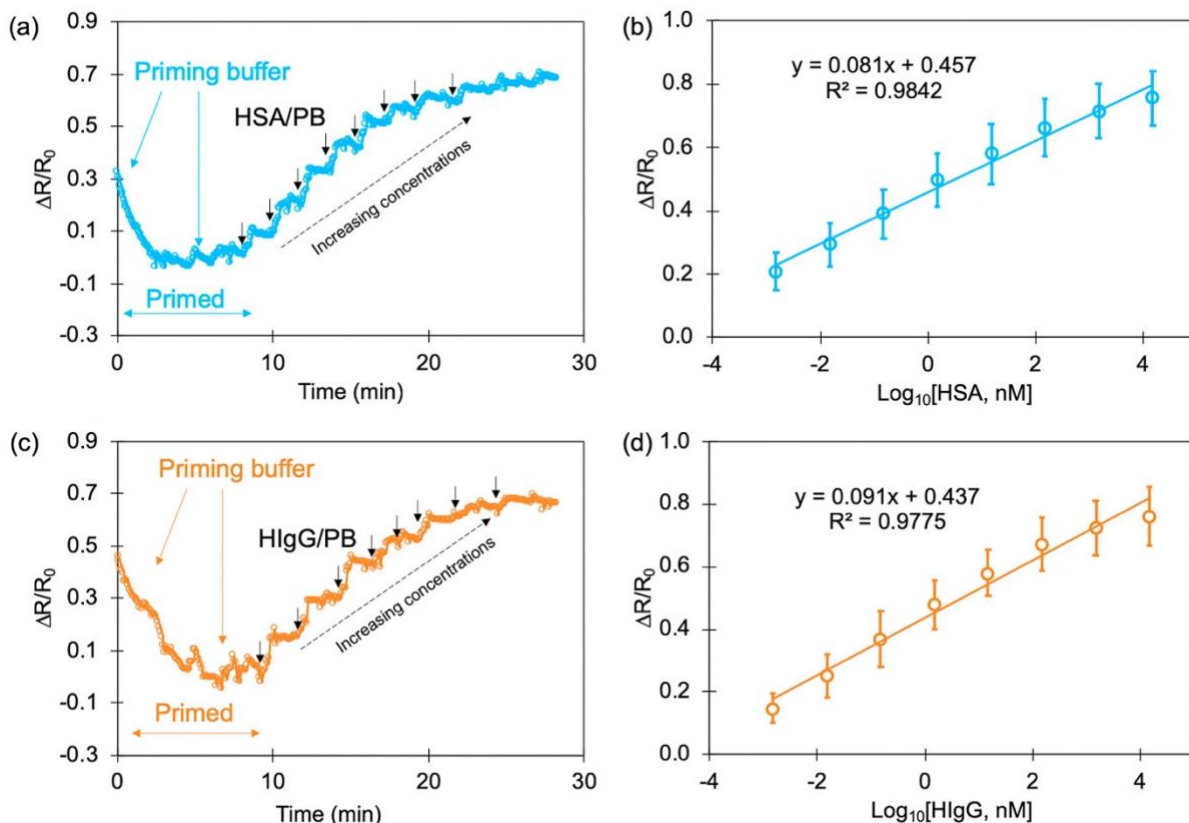 (a)
0.9
0.7
0.5
0.3
0.1
-0.1
-0.3
ΔR/R₀
Priming buffer
HSA/PB
Increasing concentrations
Primed
0
10
20
30
Time (min)
(b)
1.0
0.8
0.6
0.4
0.2
0.0
ΔR/R₀
y = 0.081x + 0.457
R² = 0.9842
-4
-2
0
2
4
Log₁₀[HSA, nM]
(c)
0.9
0.7
0.5
0.3
0.1
-0.1
-0.3
ΔR/R₀
Priming buffer
HIgG/PB
Increasing concentrations
Primed
0
10
20
30
Time (min)
(d)
1.0
0.8
0.6
0.4
0.2
0.0
ΔR/R₀
y = 0.091x + 0.437
R² = 0.9775
-4
-2
0
2
4
Log₁₀[HIgG, nM]